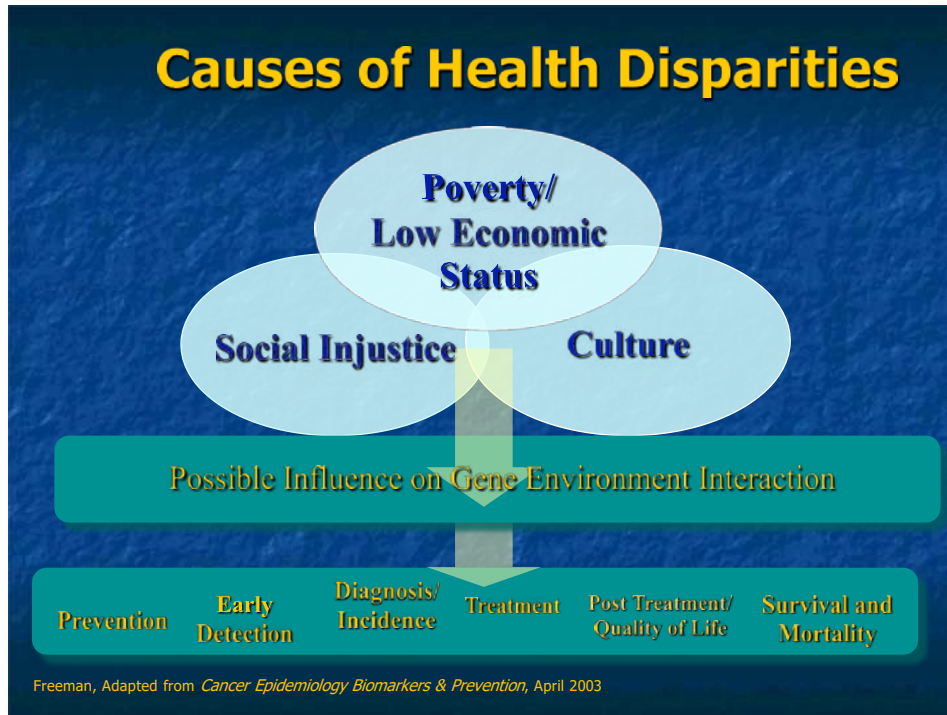 Causes of Health Disparities
Poverty/
Low Economic
Status
Social Injustice
Culture
Possible Influence on Gene Environment Interaction
Prevention
Early
Detection
Diagnosis/
Incidence
Treatment
Post Treatment/
Quality of Life
Survival and
Mortality
Freeman, Adapted from Cancer Epidemiology Biomarkers & Prevention, April 2003